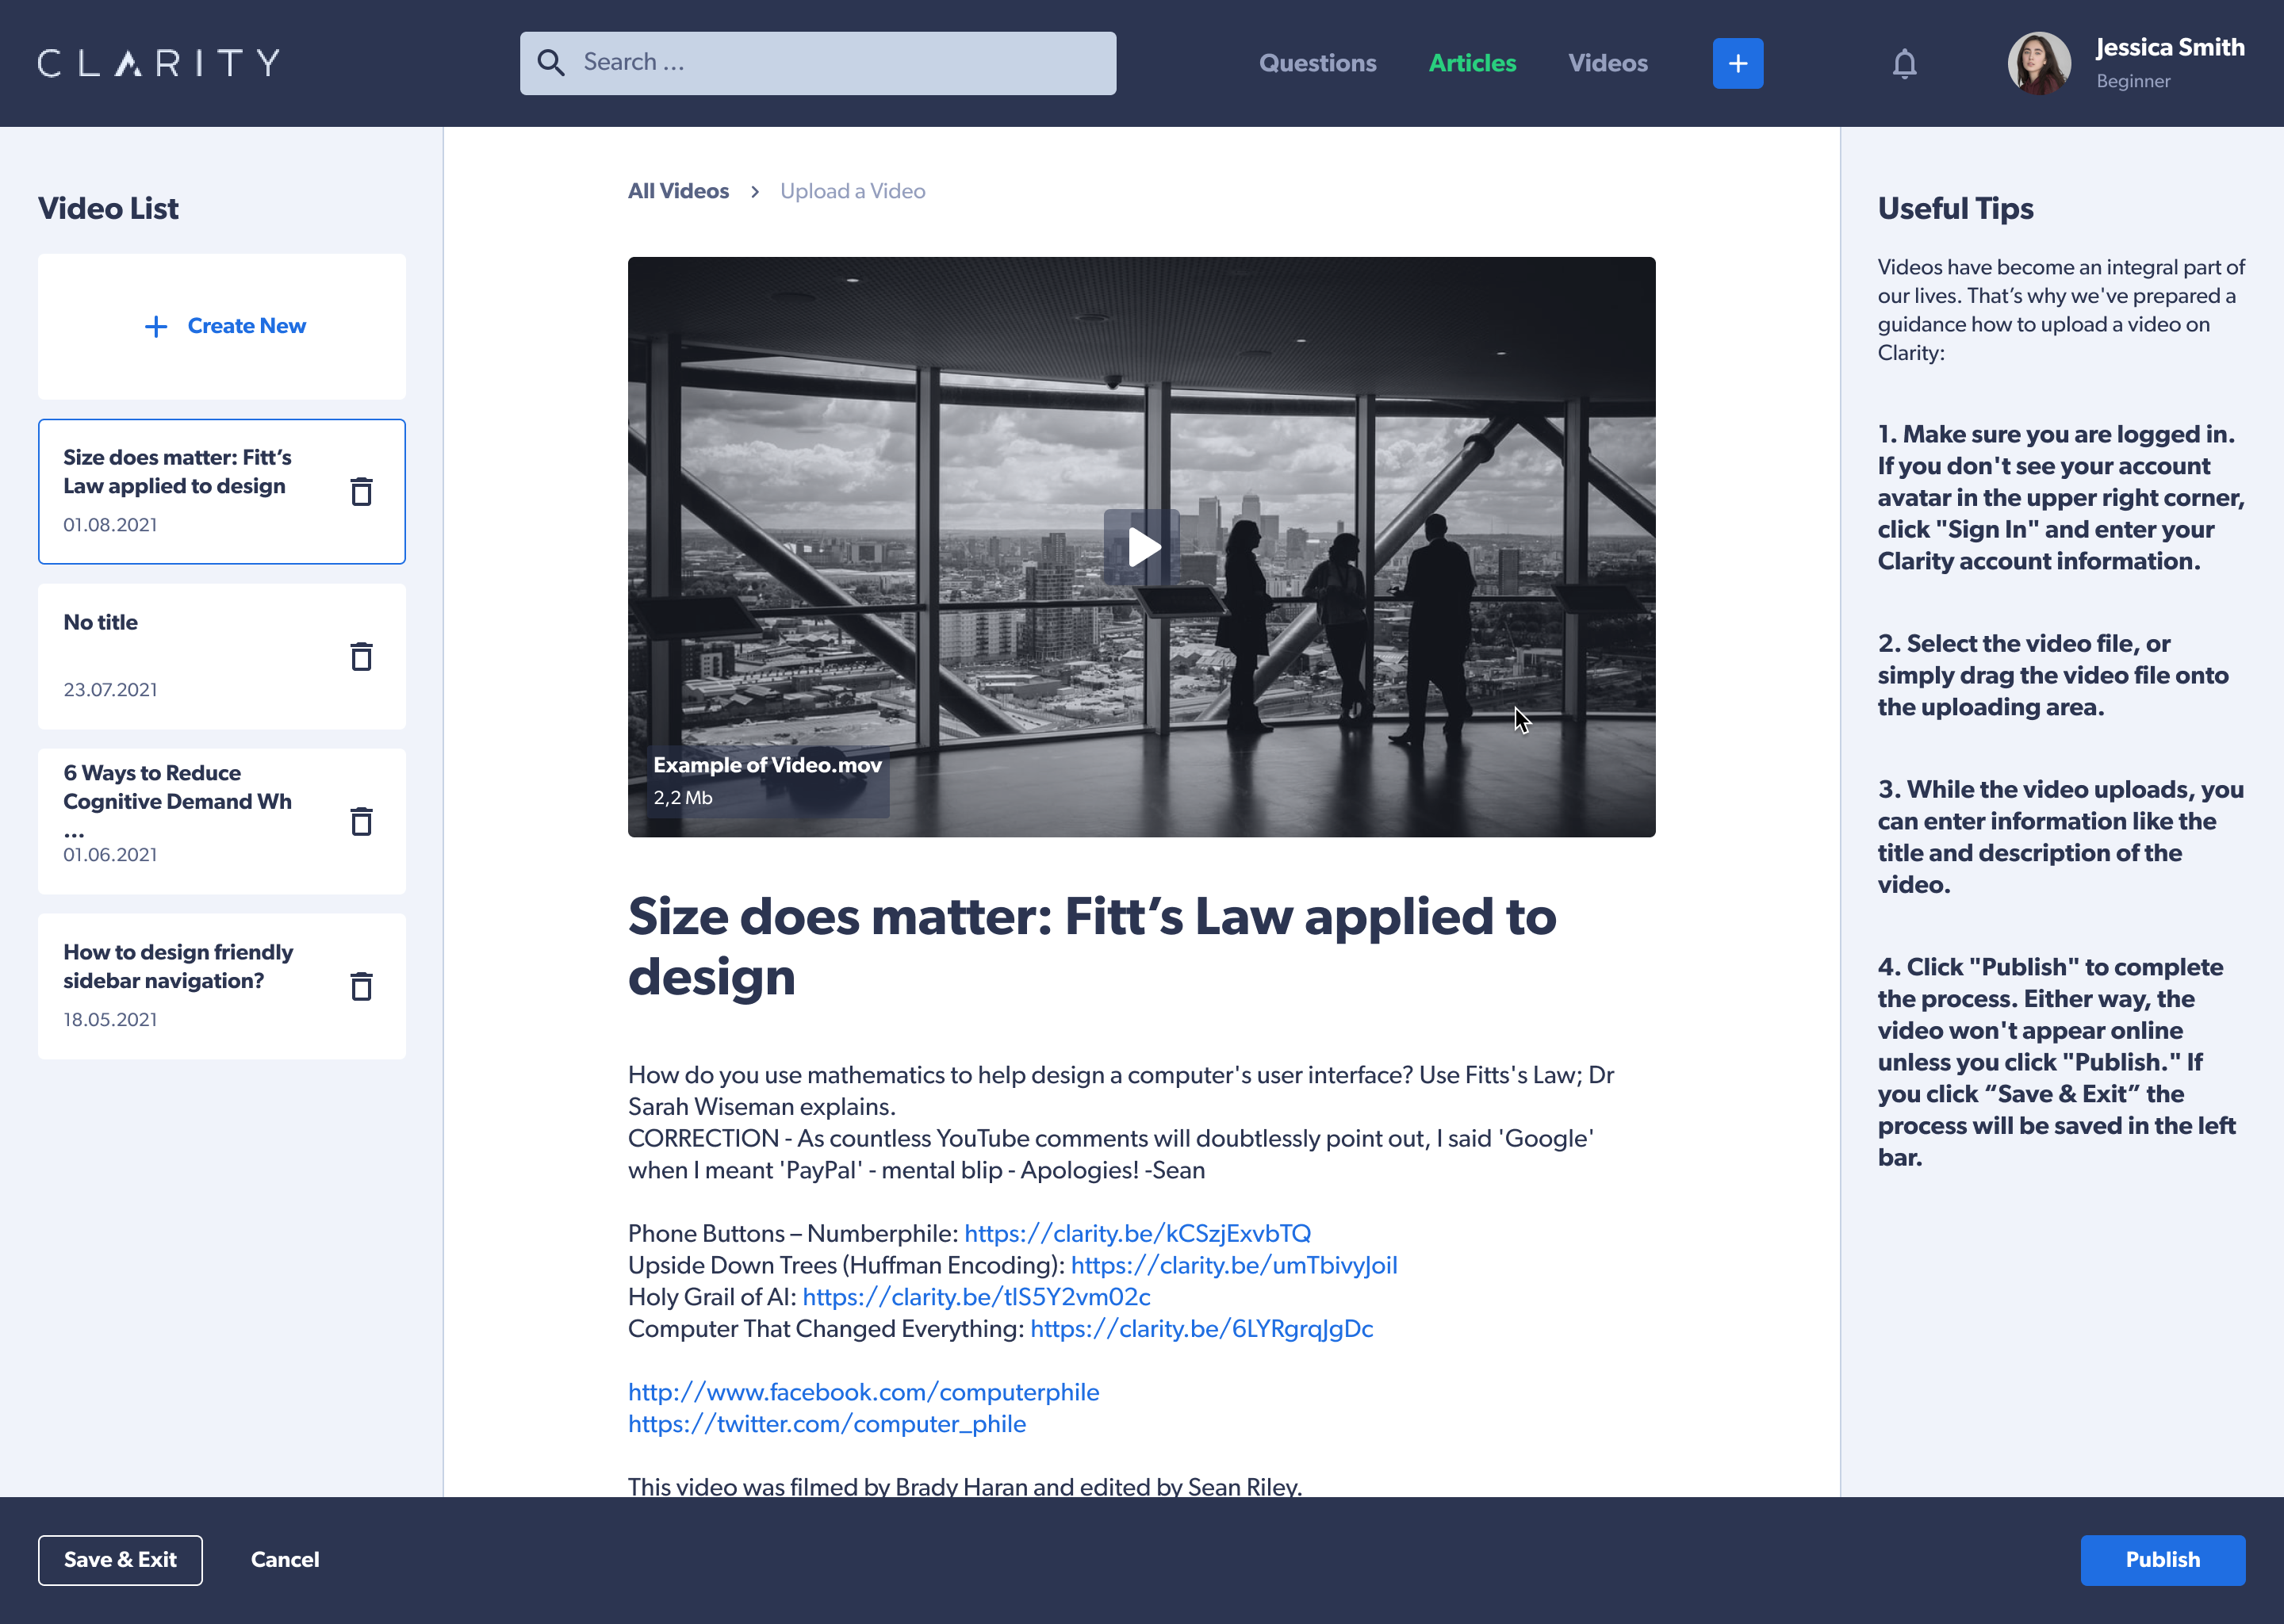 CLARITY
Search ...
Questions
Articles
Videos
Jessica Smith
Beginner
Video List
Create New
Size does matter: Fitt’s
Law applied to design
01.08.2021
No title
23.07.2021
6 Ways to Reduce
Cognitive Demand Wh
...
01.06.2021
How to design friendly
sidebar navigation?
18.05.2021
All Videos > Upload a Video
Example of Video.mov
2,2 Mb
Size does matter: Fitt’s Law applied to
design
How do you use mathematics to help design a computer's user interface? Use Fitts's Law; Dr
Sarah Wiseman explains.
CORRECTION - As countless YouTube comments will doubtlessly point out, I said 'Google'
when I meant 'PayPal' - mental blip - Apologies! -Sean
Phone Buttons – Numberphile: https://clarity.be/kCSzjExvbTQ
Upside Down Trees (Huffman Encoding): https://clarity.be/umTbivyJoiI
Holy Grail of AI: https://clarity.be/tlS5Y2vm02c
Computer That Changed Everything: https://clarity.be/6LYRgrqJgDc
http://www.facebook.com/computerphile
https://twitter.com/computer_phile
This video was filmed by Brady Haran and edited by Sean Riley.
Useful Tips
Videos have become an integral part of
our lives. That’s why we've prepared a
guidance how to upload a video on
Clarity:
1. Make sure you are logged in.
If you don't see your account
avatar in the upper right corner,
click "Sign In" and enter your
Clarity account information.
2. Select the video file, or
simply drag the video file onto
the uploading area.
3. While the video uploads, you
can enter information like the
title and description of the
video.
4. Click "Publish" to complete
the process. Either way, the
video won't appear online
unless you click "Publish." If
you click “Save & Exit” the
process will be saved in the left
bar.
Save & Exit
Cancel
Publish